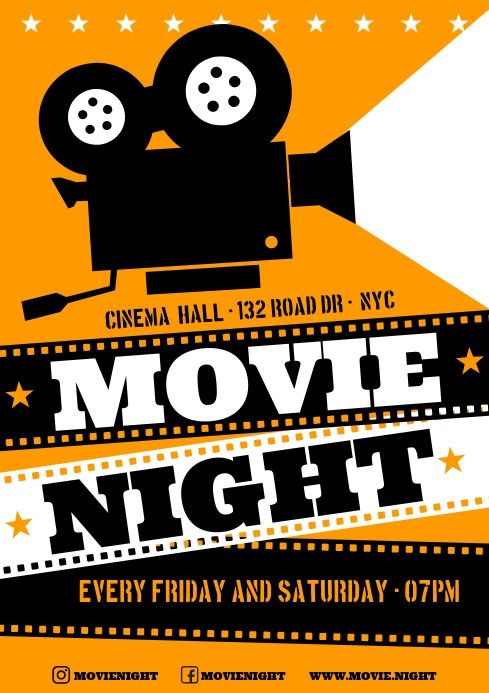 CINEMA HALL · 132 ROAD DR · NYC
MOVIE
NIGHT
EVERY FRIDAY AND SATURDAY · 07PM
MOVIENIGHT MOVIENIGHT WWW.MOVIE.NIGHT